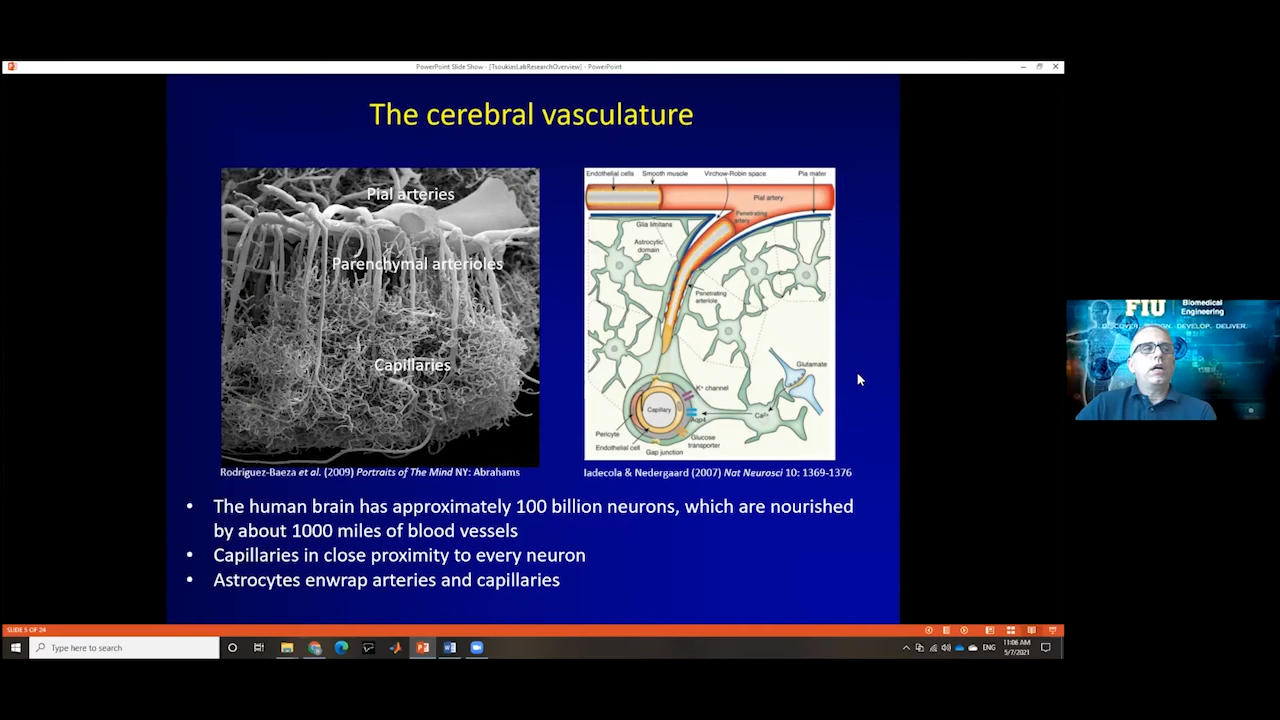 PowerPoint Slide Show - [TsoukiasLabResearchOverview] - PowerPoint
The cerebral vasculature
Pial arteries
Parenchymal arterioles
Capillaries
Endothelial cells
Smooth muscle
Virchow-Robin space
Pia mater
Pial artery
Penetrating
artery
Glia limitans
Astrocytic
domain
Penetrating
arteriole
Glutamate
K⁺ channel
Capillary
Aqp4
Ca²⁺
Pericyte
Glucose
transporter
Endothelial cell
Gap junction
Rodriguez-Baeza et al. (2009) Portraits of The Mind NY: Abrahams
Iadecola & Nedergaard (2007) Nat Neurosci 10: 1369-1376
• The human brain has approximately 100 billion neurons, which are nourished
by about 1000 miles of blood vessels
• Capillaries in close proximity to every neuron
• Astrocytes enwrap arteries and capillaries
FIU
Biomedical
Engineering
DEVELOP. DELIVER.
SLIDE 5 OF 24
Type here to search
ENG
11:06 AM
5/7/2021